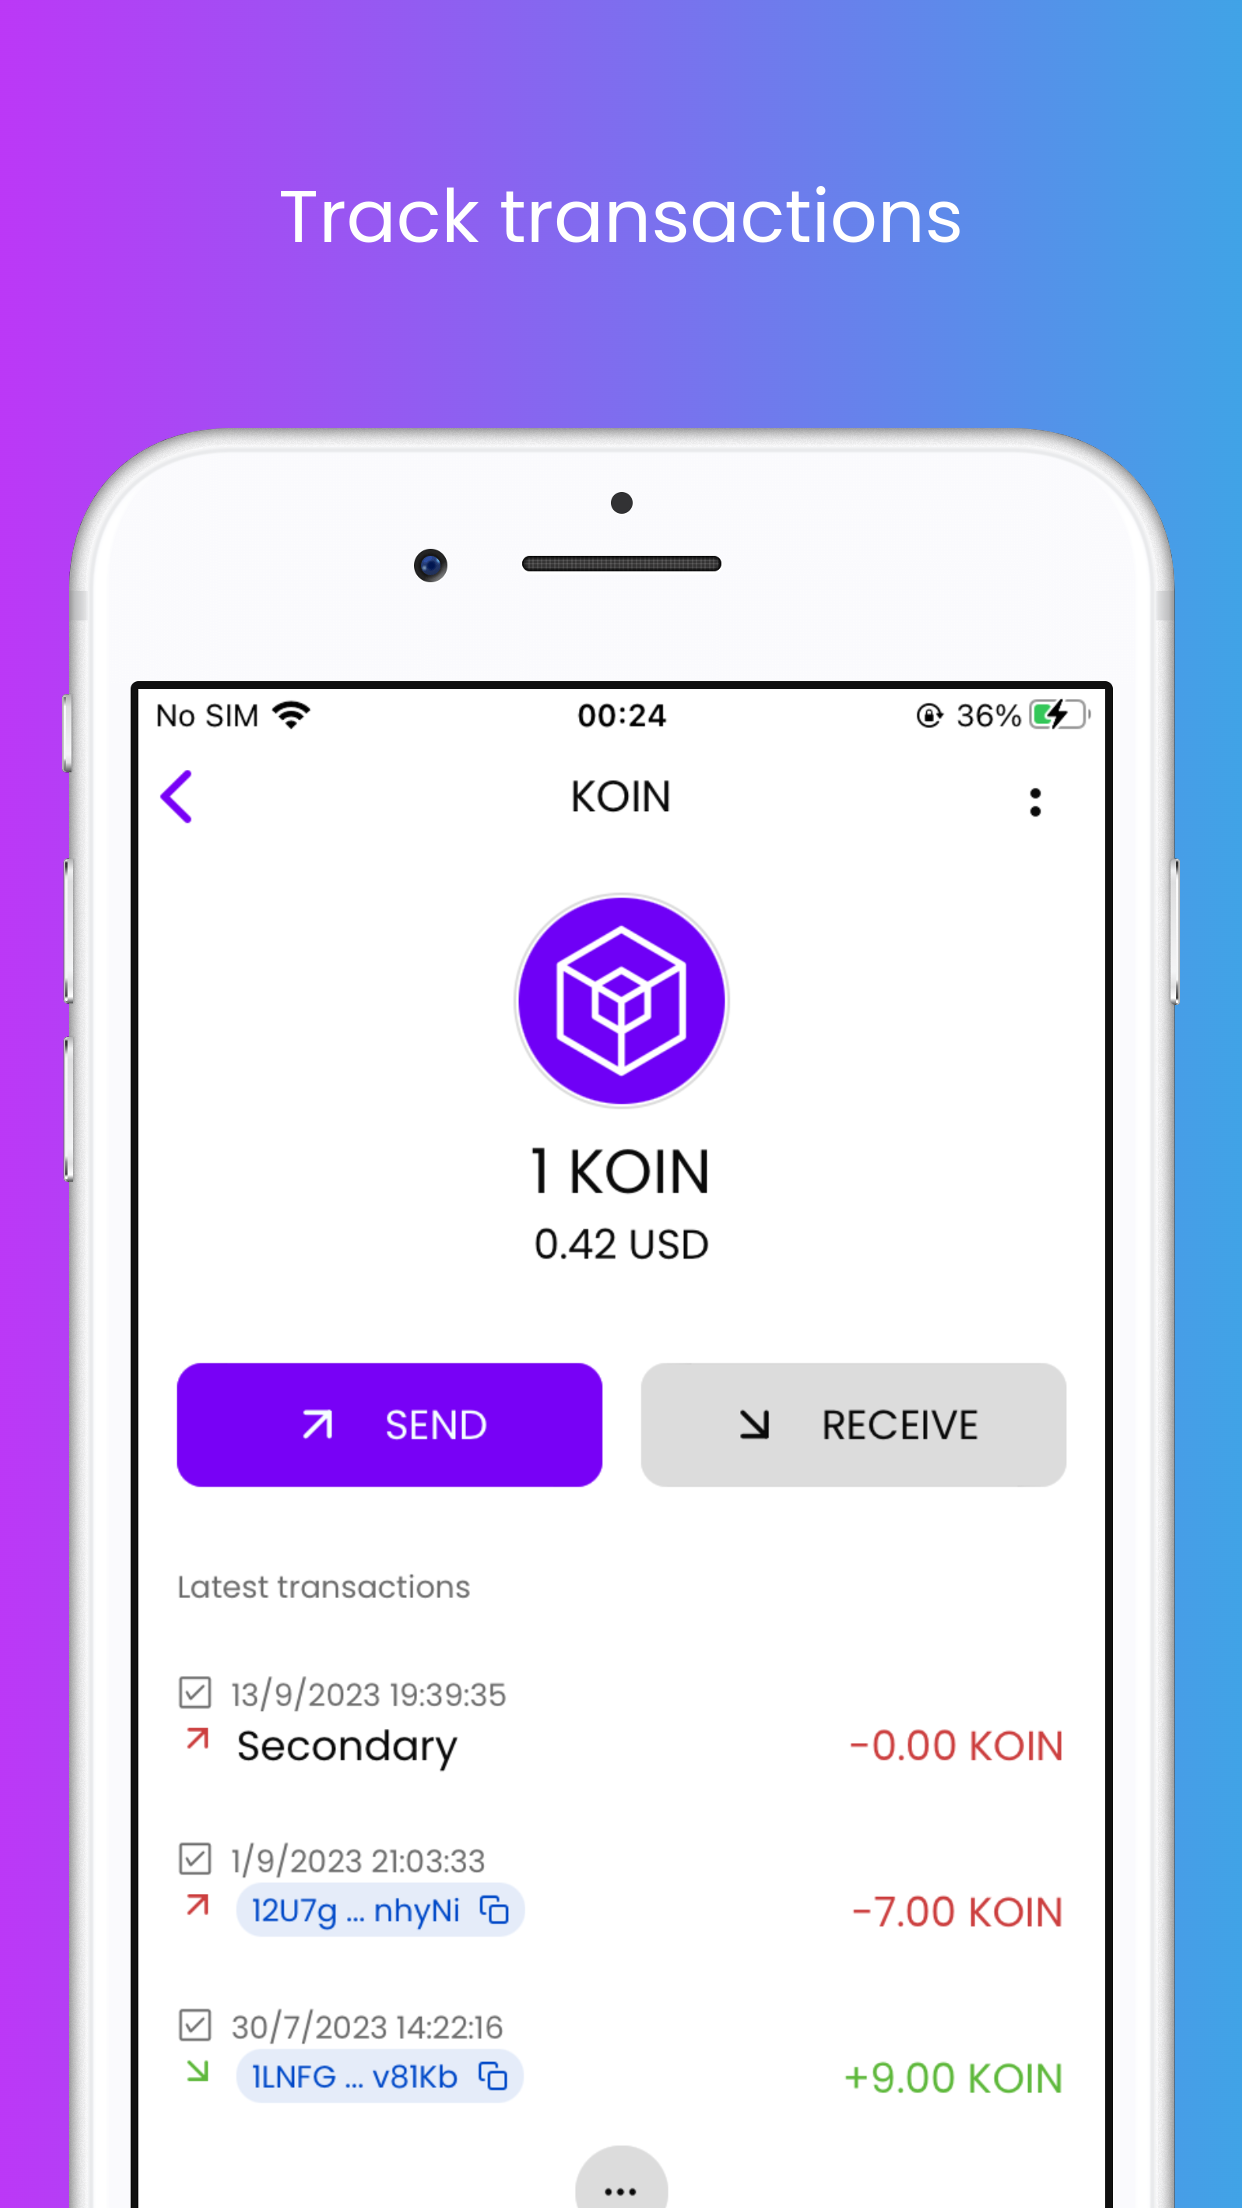 Track transactions
No SIM 00:24 36%
KOIN
1 KOIN
0.42 USD
SEND RECEIVE
Latest transactions
13/9/2023 19:39:35
Secondary -0.00 KOIN
1/9/2023 21:03:33
12U7g ... nhyNi -7.00 KOIN
30/7/2023 14:22:16
1LNFG ... v81Kb +9.00 KOIN
...